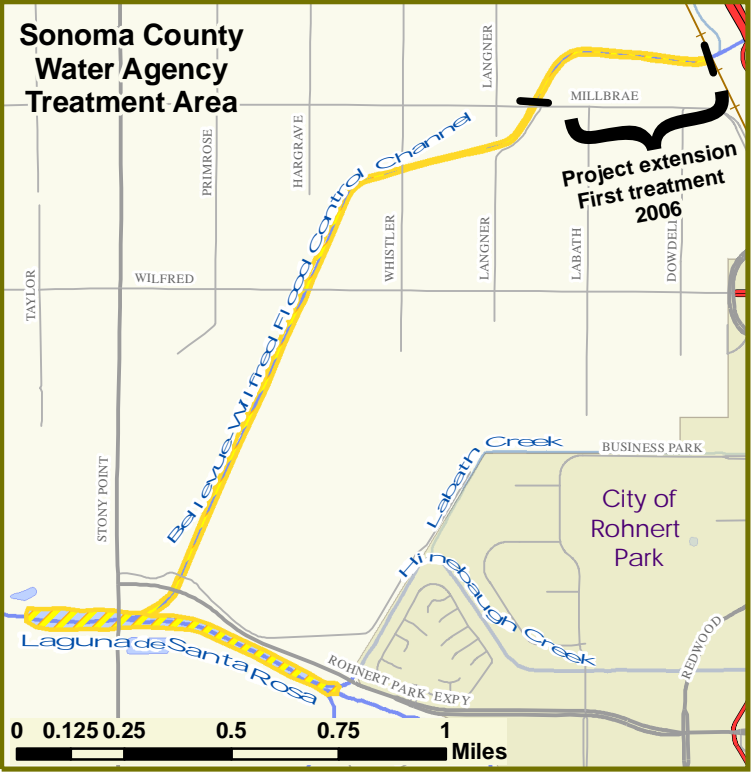 Sonoma County
Water Agency
Treatment Area
LANGNER
MILLBRAE
PRIMROSE
HARGRAVE
Bellevue-Wilfred Flood Control Channel
Project extension
First treatment
2006
WHISTLER
LANGNER
LABATH
DOWDELL
TAYLOR
WILFRED
STONY POINT
Labath Creek
BUSINESS PARK
City of
Rohnert
Park
Hinebaugh Creek
REDWOOD
Laguna de Santa Rosa
ROHNERT PARK EXPY
0 0.125 0.25 0.5 0.75 1
Miles